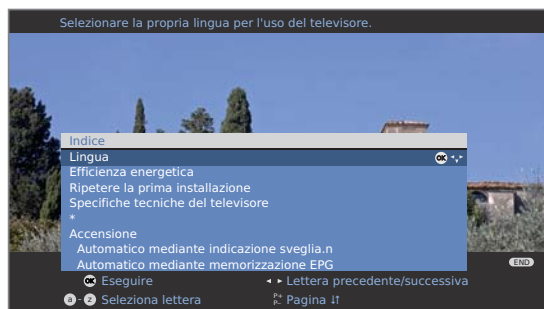 Selezionare la propria lingua per l'uso del televisore.
Indice
Lingua OK
Efficienza energetica
Ripetere la prima installazione
Specifiche tecniche del televisore
*
Accensione
Automatico mediante indicazione sveglia.n
Automatico mediante memorizzazione EPG
END
OK Eseguire ◂ ▸ Lettera precedente/successiva
a - z Seleziona lettera P+ P– Pagina ↓↑